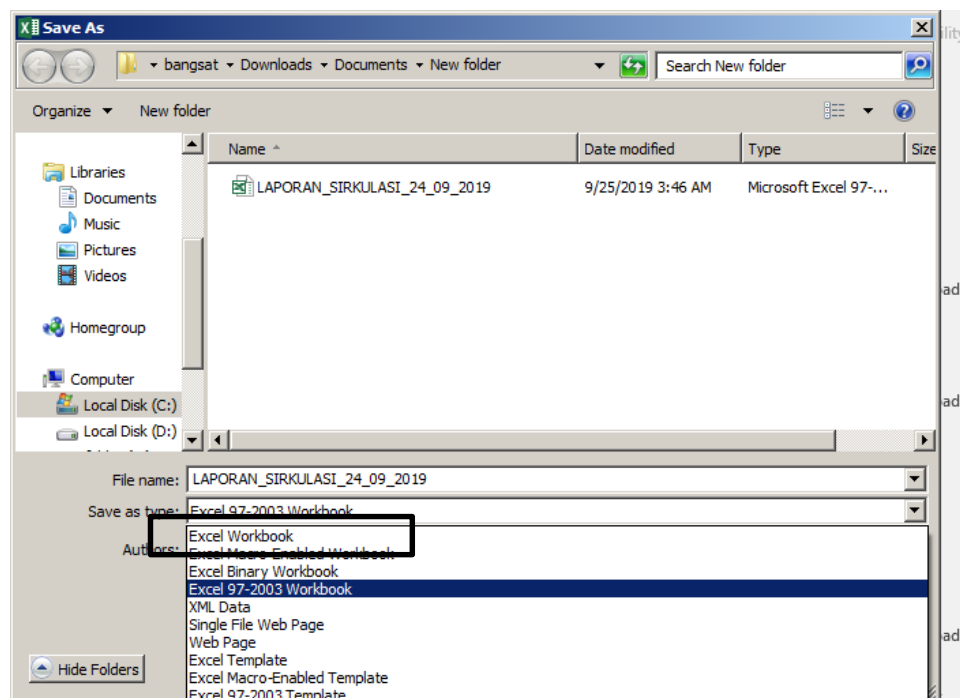 Save As
bangsat Downloads Documents New folder
Search New folder
Organize New folder
Name Date modified Type Size
Libraries
LAPORAN_SIRKULASI_24_09_2019 9/25/2019 3:46 AM Microsoft Excel 97-...
Documents
Music
Pictures
Videos
Homegroup
Computer
Local Disk (C:)
Local Disk (D:)
File name: LAPORAN_SIRKULASI_24_09_2019
Save as type: Excel 97-2003 Workbook
Authors:
Excel Workbook
Excel Macro-Enabled Workbook
Excel Binary Workbook
Excel 97-2003 Workbook
XML Data
Single File Web Page
Web Page
Excel Template
Excel Macro-Enabled Template
Excel 97-2003 Template
Hide Folders